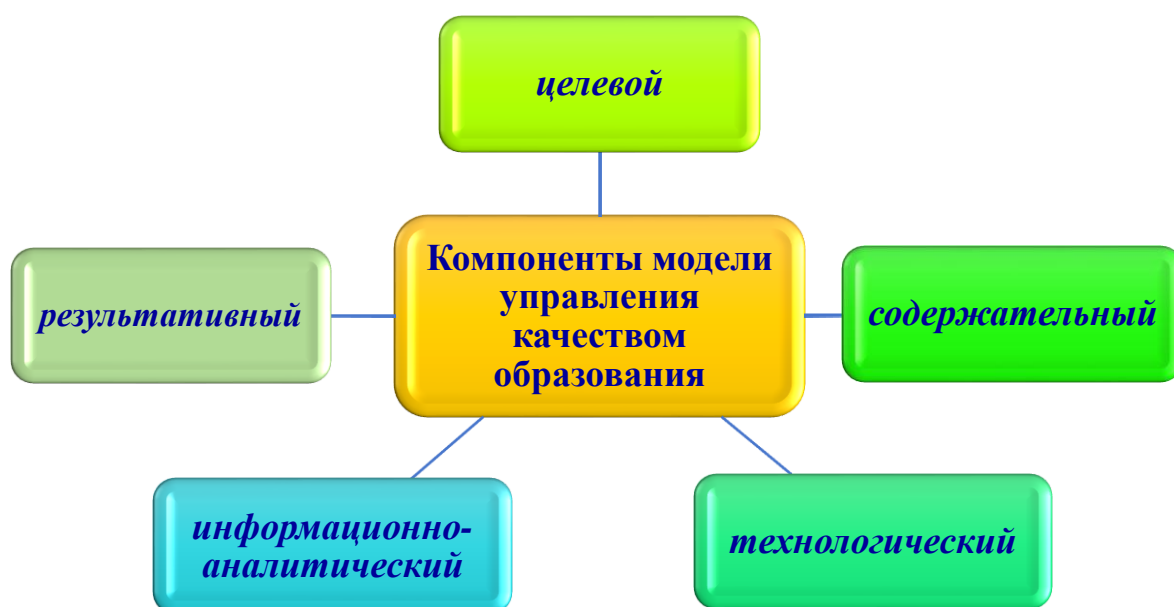 целевой
Компоненты модели
управления
качеством
образования
результативный
содержательный
информационно-
аналитический
технологический